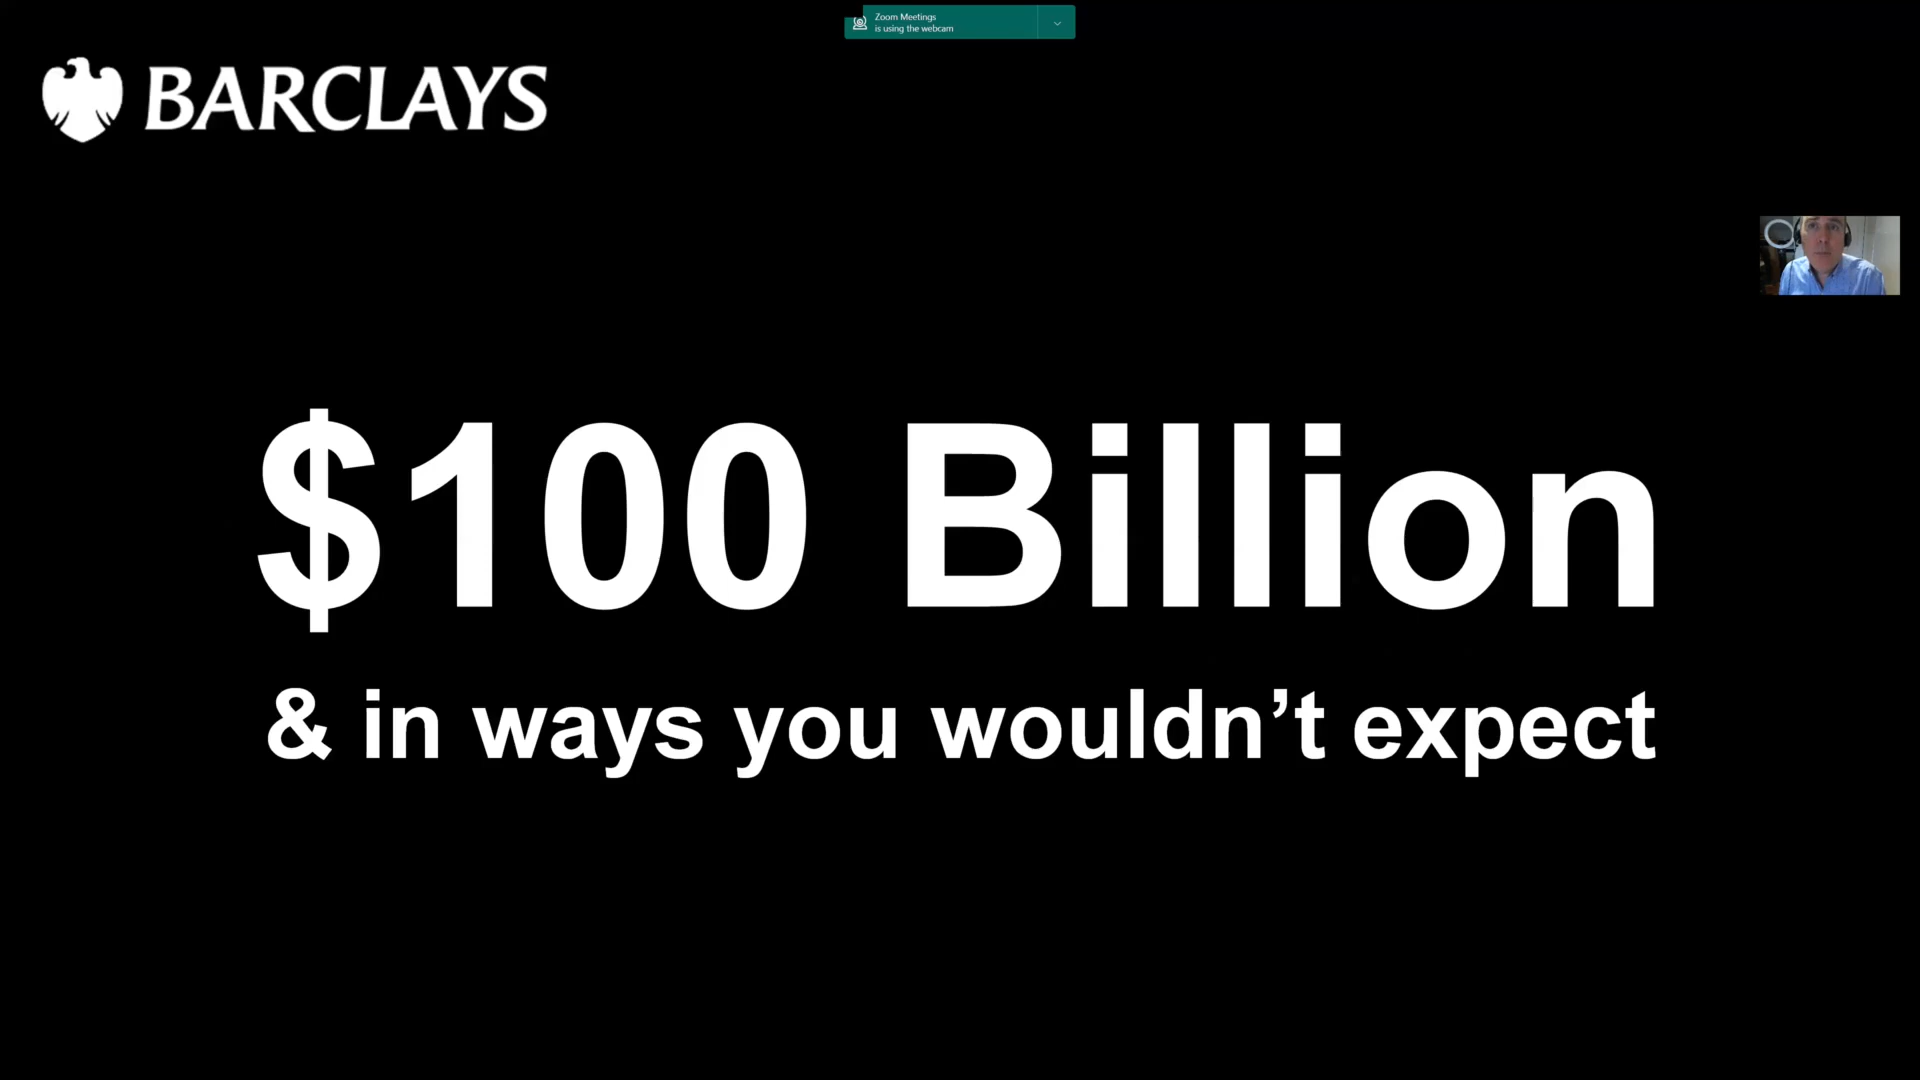 Zoom Meetings
is using the webcam
BARCLAYS
$100 Billion
& in ways you wouldn’t expect